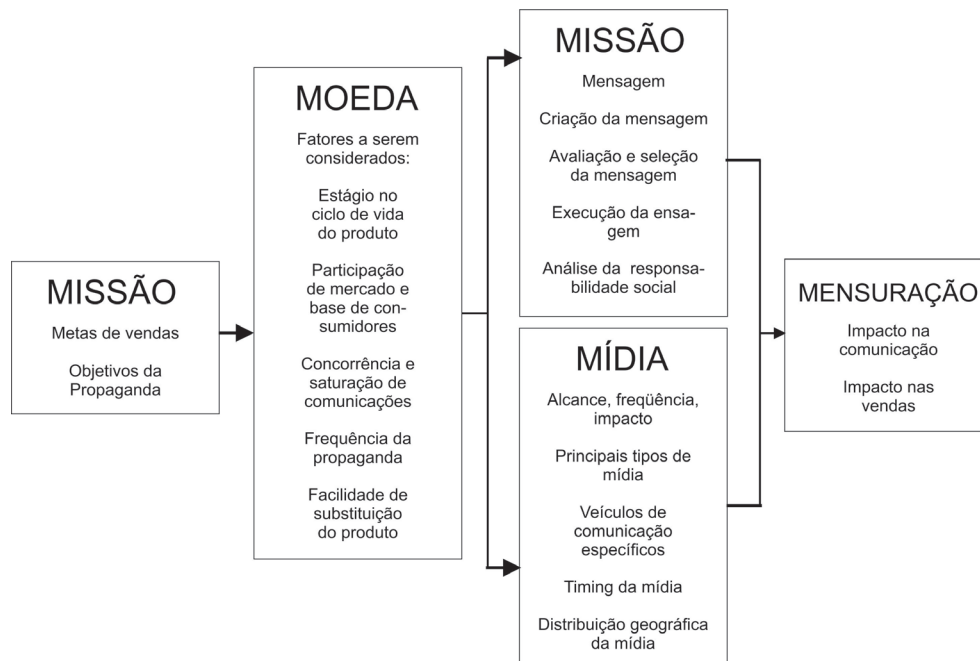 MISSÃO
Metas de vendas
Objetivos da
Propaganda
MOEDA
Fatores a serem
considerados:
Estágio no
ciclo de vida
do produto
Participação
de mercado e
base de con-
sumidores
Concorrência e
saturação de
comunicações
Frequência da
propaganda
Facilidade de
substituição
do produto
MISSÃO
Mensagem
Criação da mensagem
Avaliação e seleção
da mensagem
Execução da ensa-
gem
Análise da responsa-
bilidade social
MÍDIA
Alcance, freqüência,
impacto
Principais tipos de
mídia
Veículos de
comunicação
específicos
Timing da mídia
Distribuição geográfica
da mídia
MENSURAÇÃO
Impacto na
comunicação
Impacto nas
vendas